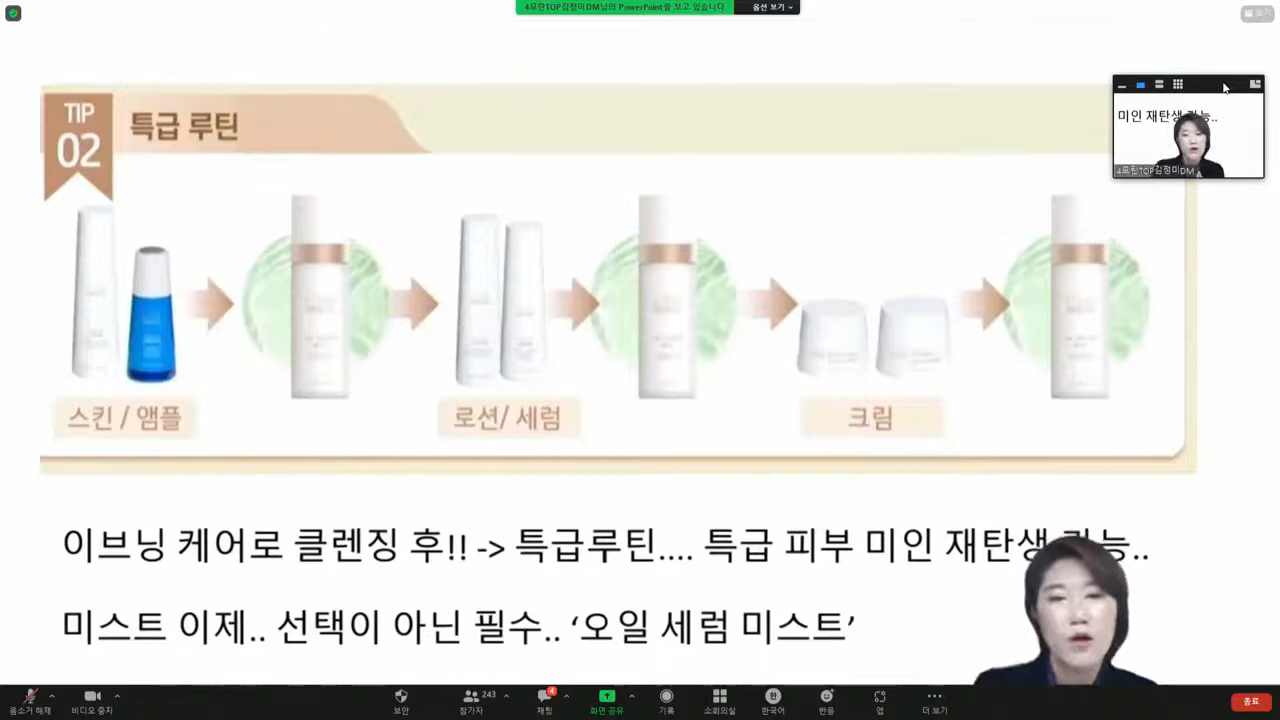 4모란TOP김정미DM님의 PowerPoint을 보고 있습니다
옵션 보기
보기
TIP
02
특급 루틴
미인 재탄생
4모란TOP김정미DM
스킨 / 앰플
로션/ 세럼
크림
이브닝 케어로 클렌징 후!! -> 특급루틴.... 특급 피부 미인 재탄생 가능..
미스트 이제.. 선택이 아닌 필수.. ‘오일 세럼 미스트’
음소거 해제
비디오 중지
보안
243
참가자
4
채팅
화면 공유
기록
소회의실
한
한국어
반응
앱
더 보기
종료